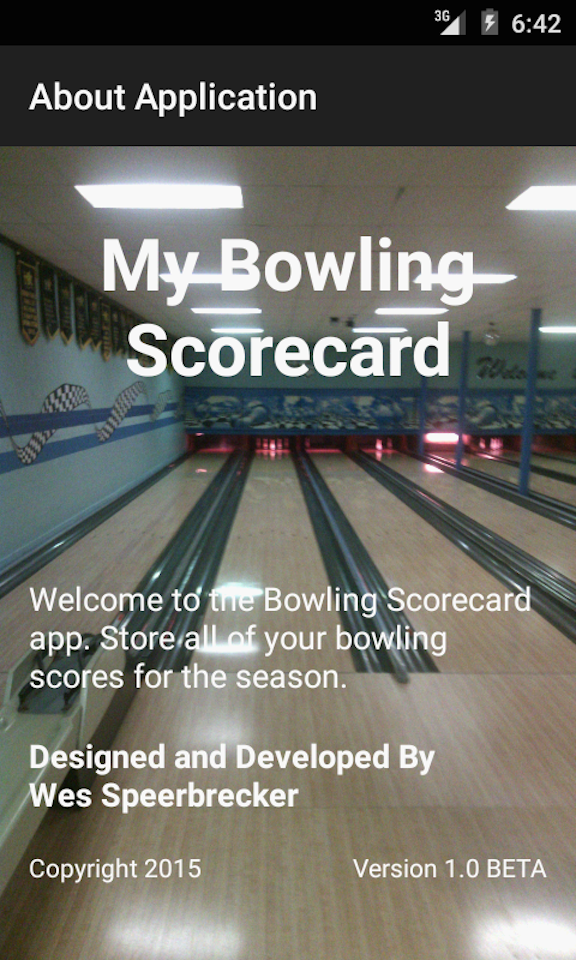 3G 6:42
About Application
My Bowling
Scorecard
Welcome
Welcome to the Bowling Scorecard
app. Store all of your bowling
scores for the season.
Designed and Developed By
Wes Speerbrecker
Copyright 2015 Version 1.0 BETA